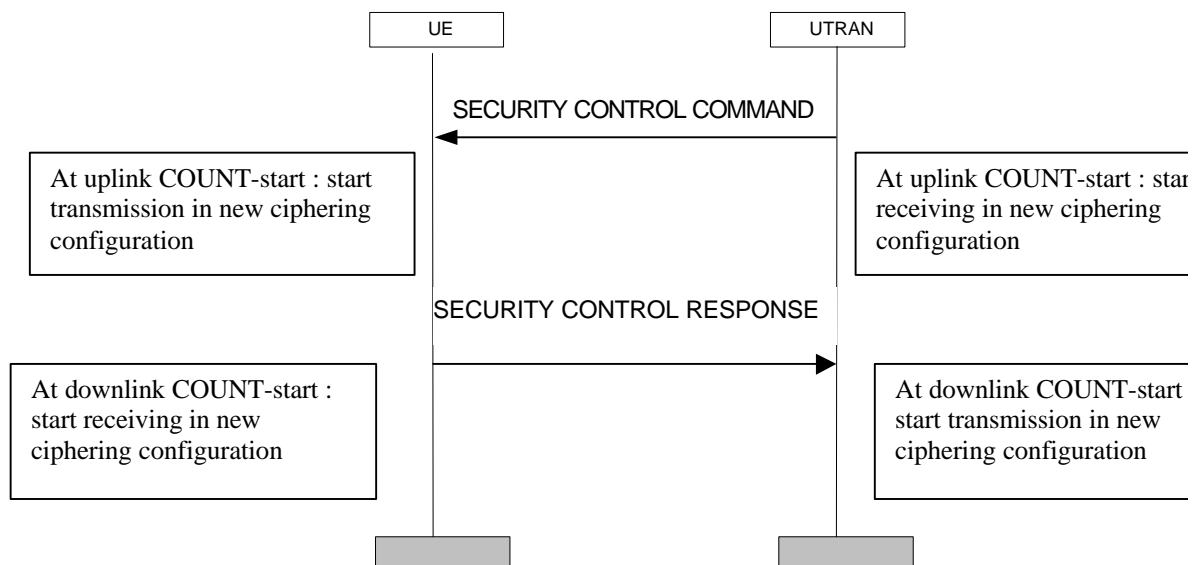 UE
UTRAN
SECURITY CONTROL COMMAND
At uplink COUNT-start : start
transmission in new ciphering
configuration
At uplink COUNT-start : star
receiving in new ciphering
configuration
SECURITY CONTROL RESPONSE
At downlink COUNT-start :
start receiving in new
ciphering configuration
At downlink COUNT-start
start transmission in new
ciphering configuration